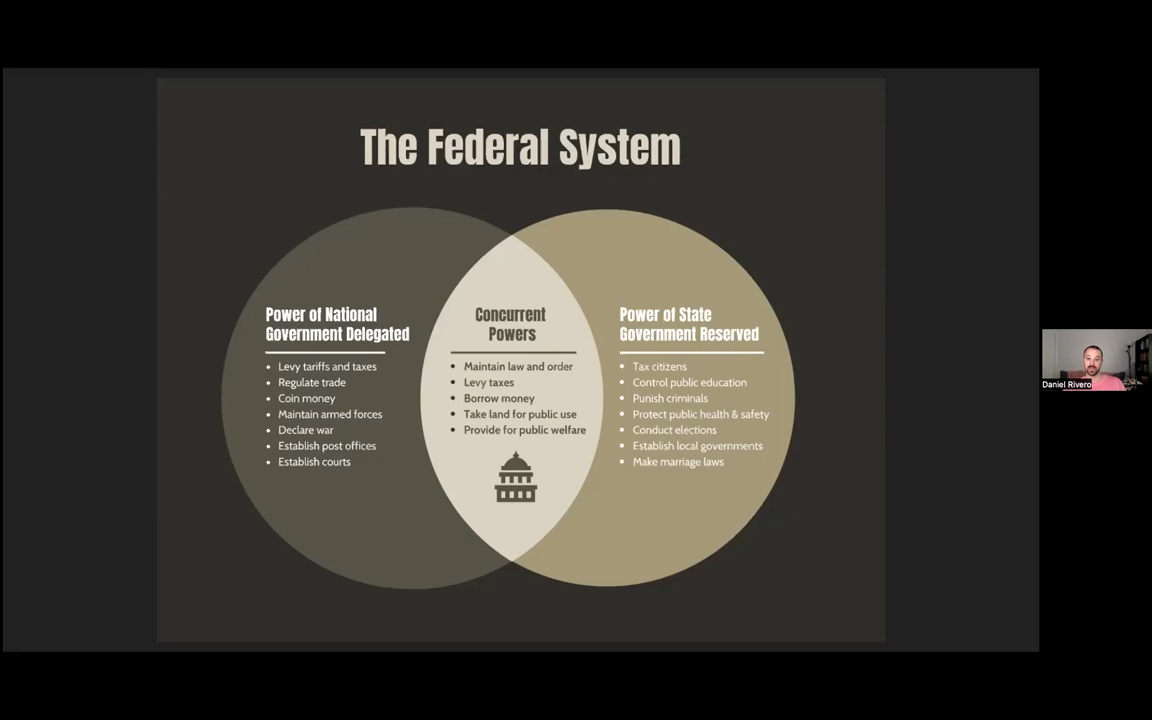 The Federal System
Power of National
Government Delegated
Levy tariffs and taxes
Regulate trade
Coin money
Maintain armed forces
Declare war
Establish post offices
Establish courts
Concurrent
Powers
Maintain law and order
Levy taxes
Borrow money
Take land for public use
Provide for public welfare
Power of State
Government Reserved
Tax citizens
Control public education
Punish criminals
Protect public health & safety
Conduct elections
Establish local governments
Make marriage laws
Daniel Rivero